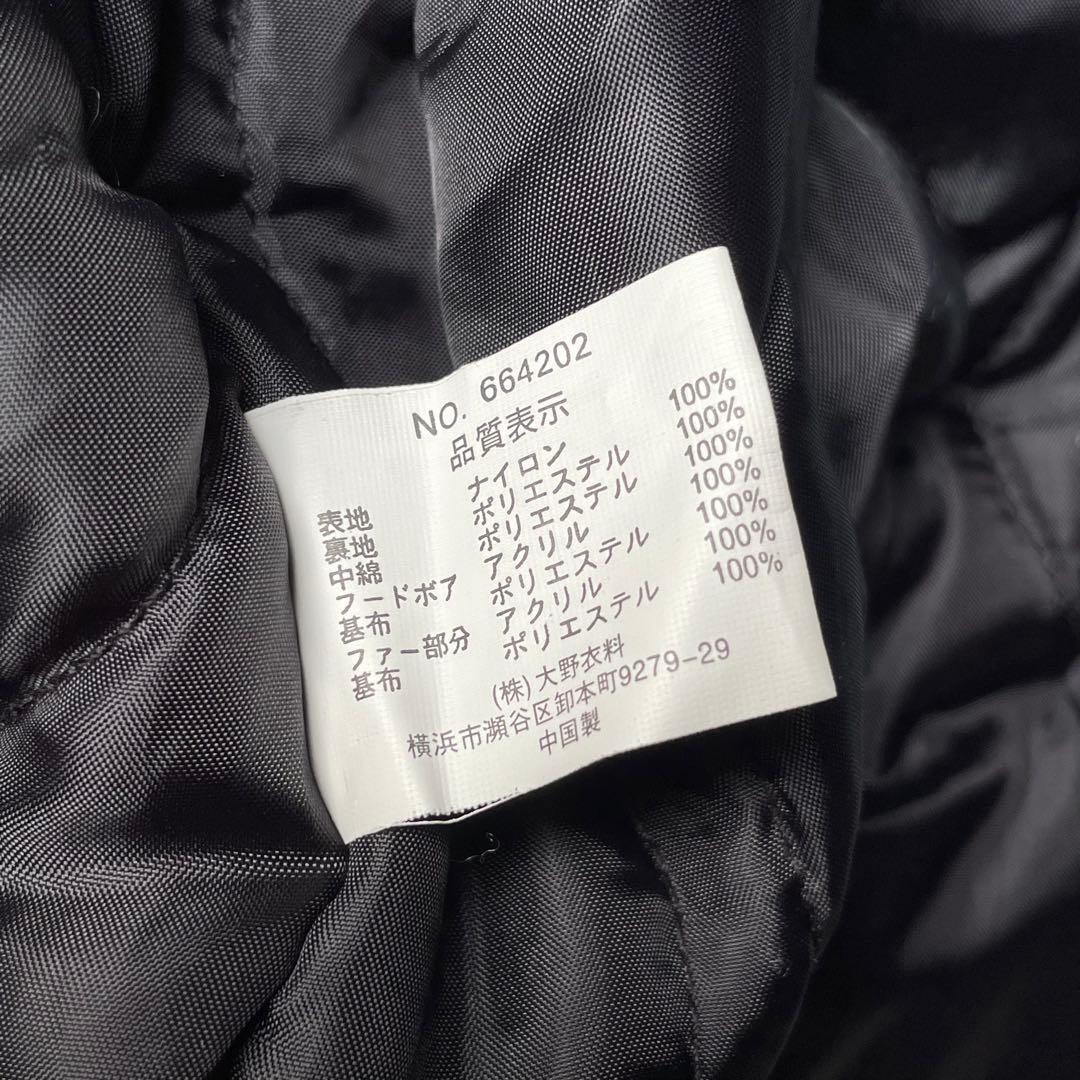 NO. 664202
品質表示
表地 ナイロン 100%
裏地 ポリエステル 100%
中綿 ポリエステル 100%
フードボア アクリル 100%
基布 ポリエステル 100%
ファー部分 アクリル 100%
基布 ポリエステル 100%
(株)大野衣料
横浜市瀬谷区卸本町9279-29
中国製